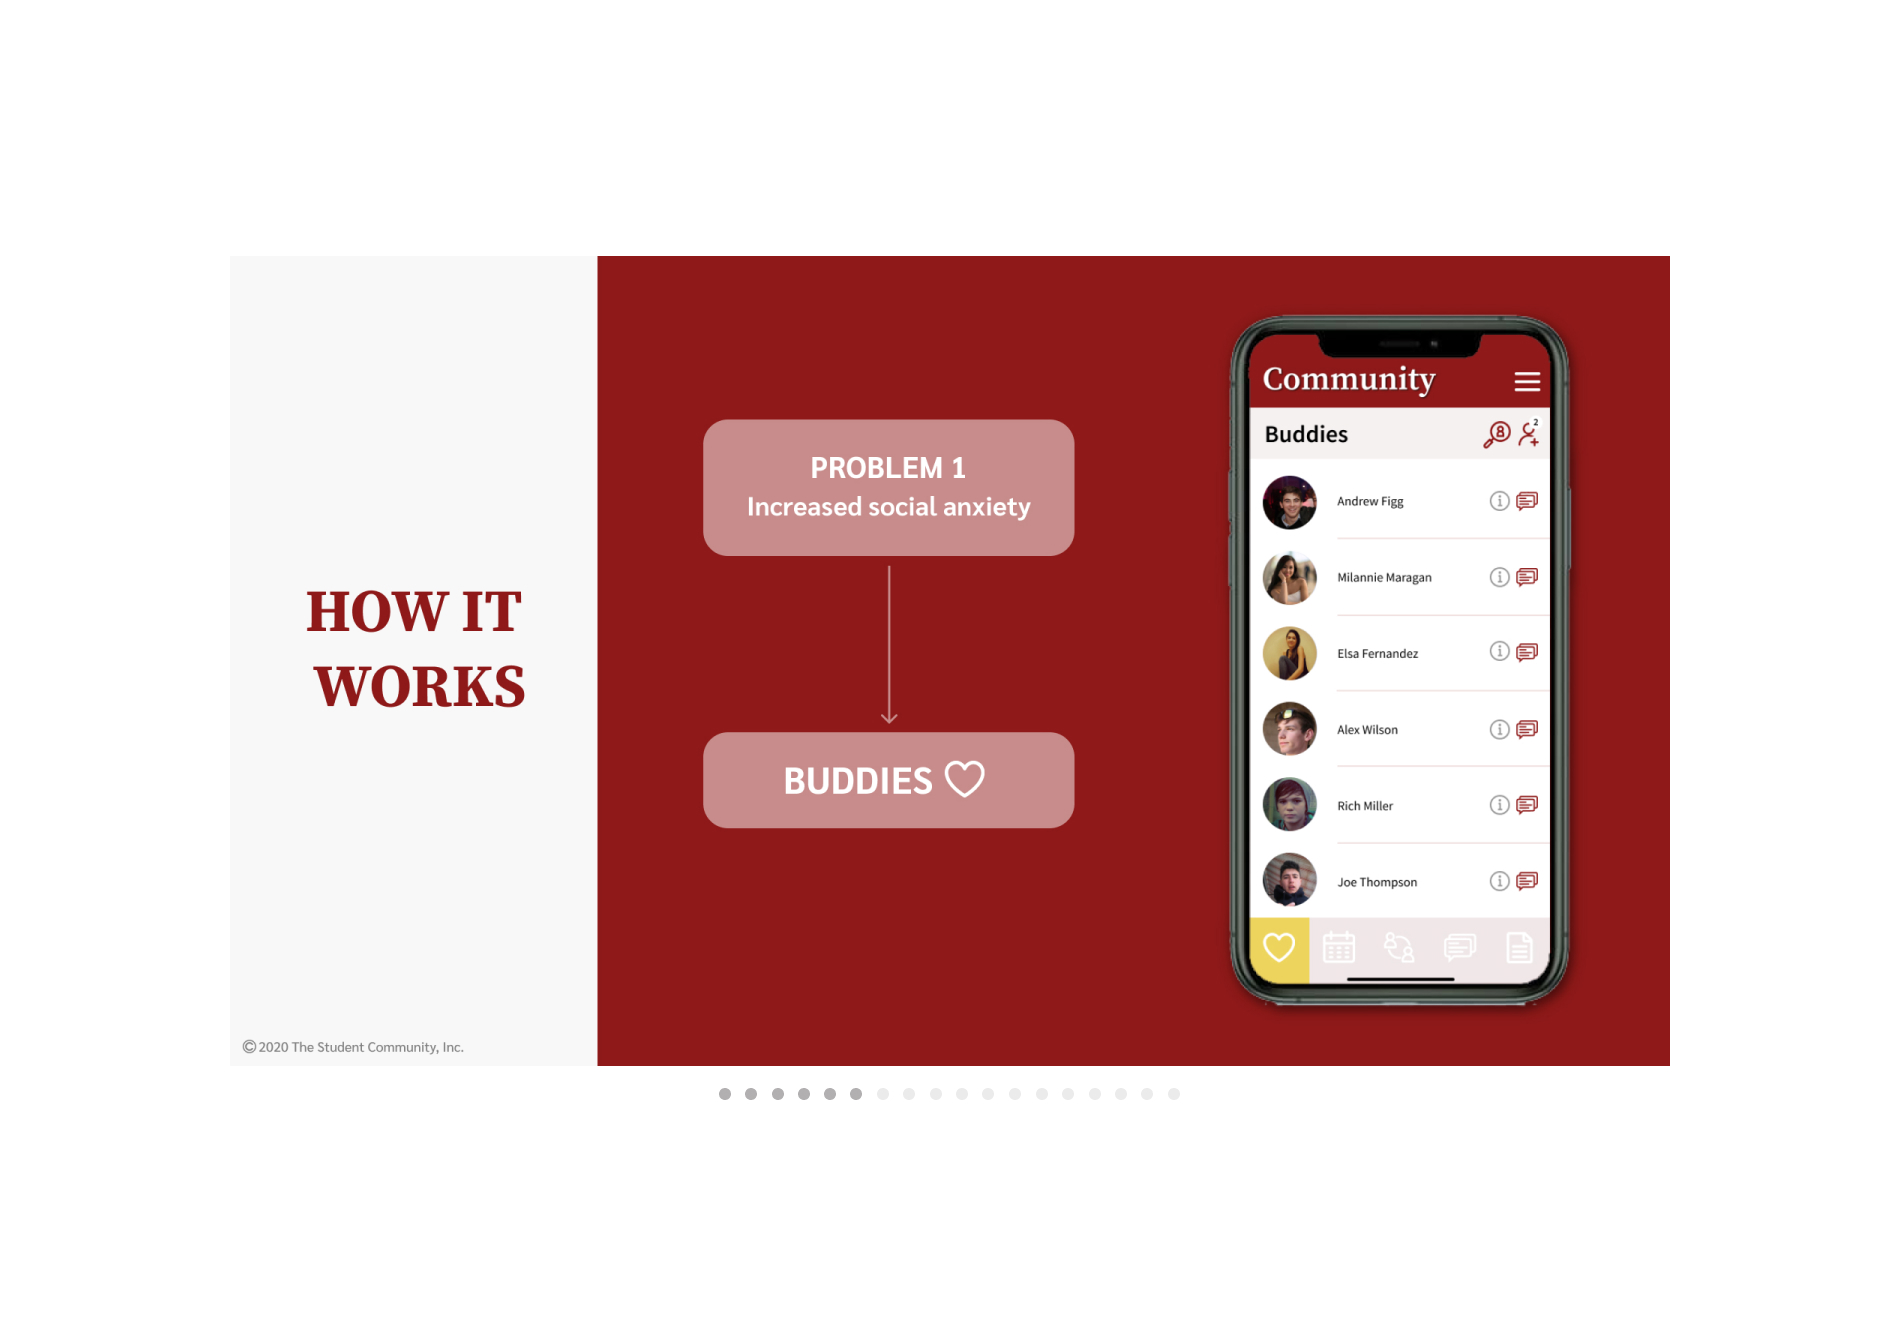 HOW IT
WORKS
© 2020 The Student Community, Inc.
PROBLEM 1
Increased social anxiety
BUDDIES
Community
Buddies
2
Andrew Figg
Milannie Maragan
Elsa Fernandez
Alex Wilson
Rich Miller
Joe Thompson